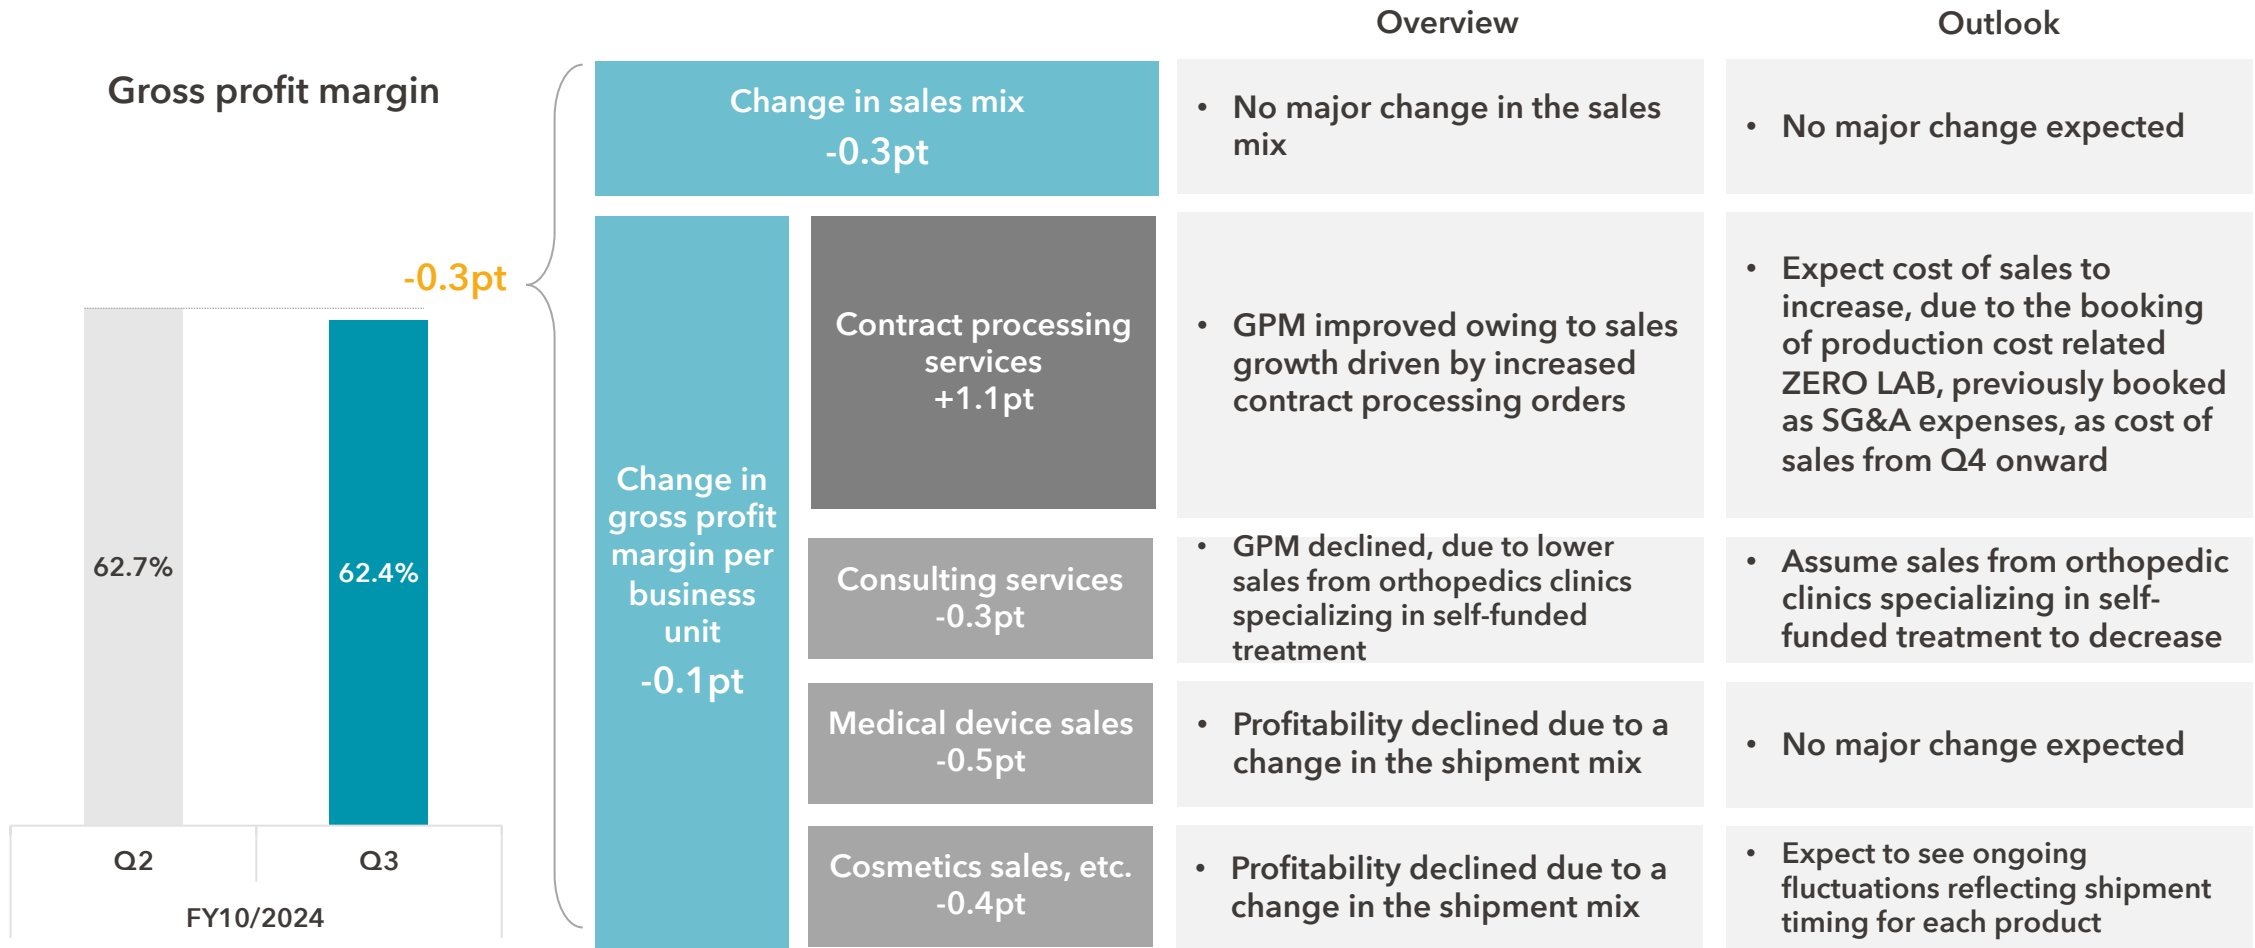 Overview
Outlook
Gross profit margin
-0.3pt
62.7%
62.4%
Q2
Q3
FY10/2024
Change in sales mix
-0.3pt
• No major change in the sales
mix
• No major change expected
Change in
gross profit
margin per
business
unit
-0.1pt
Contract processing
services
+1.1pt
• GPM improved owing to sales
growth driven by increased
contract processing orders
• Expect cost of sales to
increase, due to the booking
of production cost related
ZERO LAB, previously booked
as SG&A expenses, as cost of
sales from Q4 onward
Consulting services
-0.3pt
• GPM declined, due to lower
sales from orthopedics clinics
specializing in self-funded
treatment
• Assume sales from orthopedic
clinics specializing in self-
funded treatment to decrease
Medical device sales
-0.5pt
• Profitability declined due to a
change in the shipment mix
• No major change expected
Cosmetics sales, etc.
-0.4pt
• Profitability declined due to a
change in the shipment mix
• Expect to see ongoing
fluctuations reflecting shipment
timing for each product